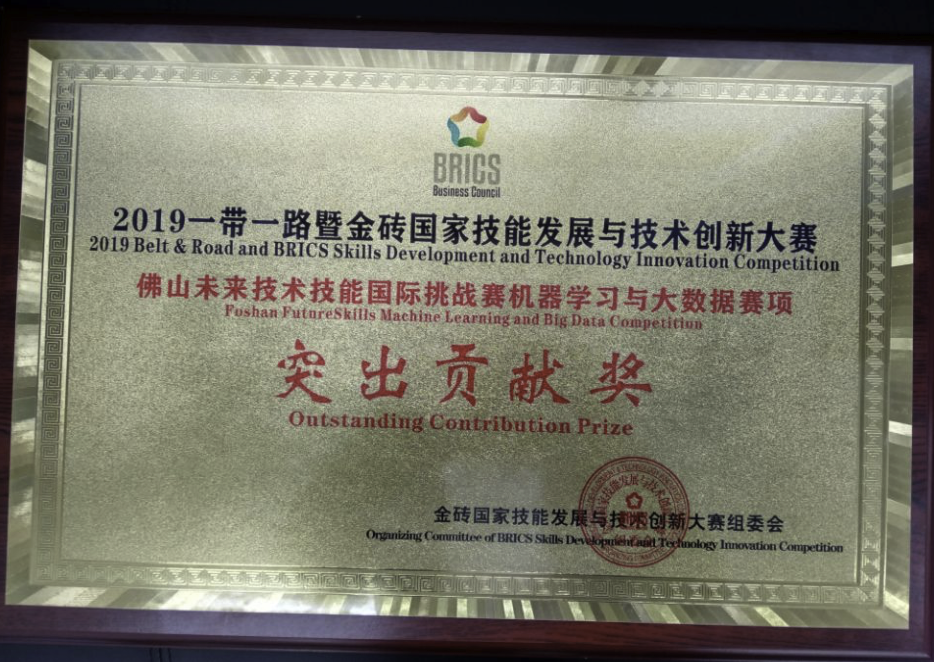 BRICS
Business Council
2019一带一路暨金砖国家技能发展与技术创新大赛
2019 Belt & Road and BRICS Skills Development and Technology Innovation Competition
佛山未来技术技能国际挑战赛机器学习与大数据赛项
Foshan FutureSkills Machine Learning and Big Data Competition
突出贡献奖
Outstanding Contribution Prize
金砖国家技能发展与技术创新大赛组委会
Organizing Committee of BRICS Skills Development and Technology Innovation Competition